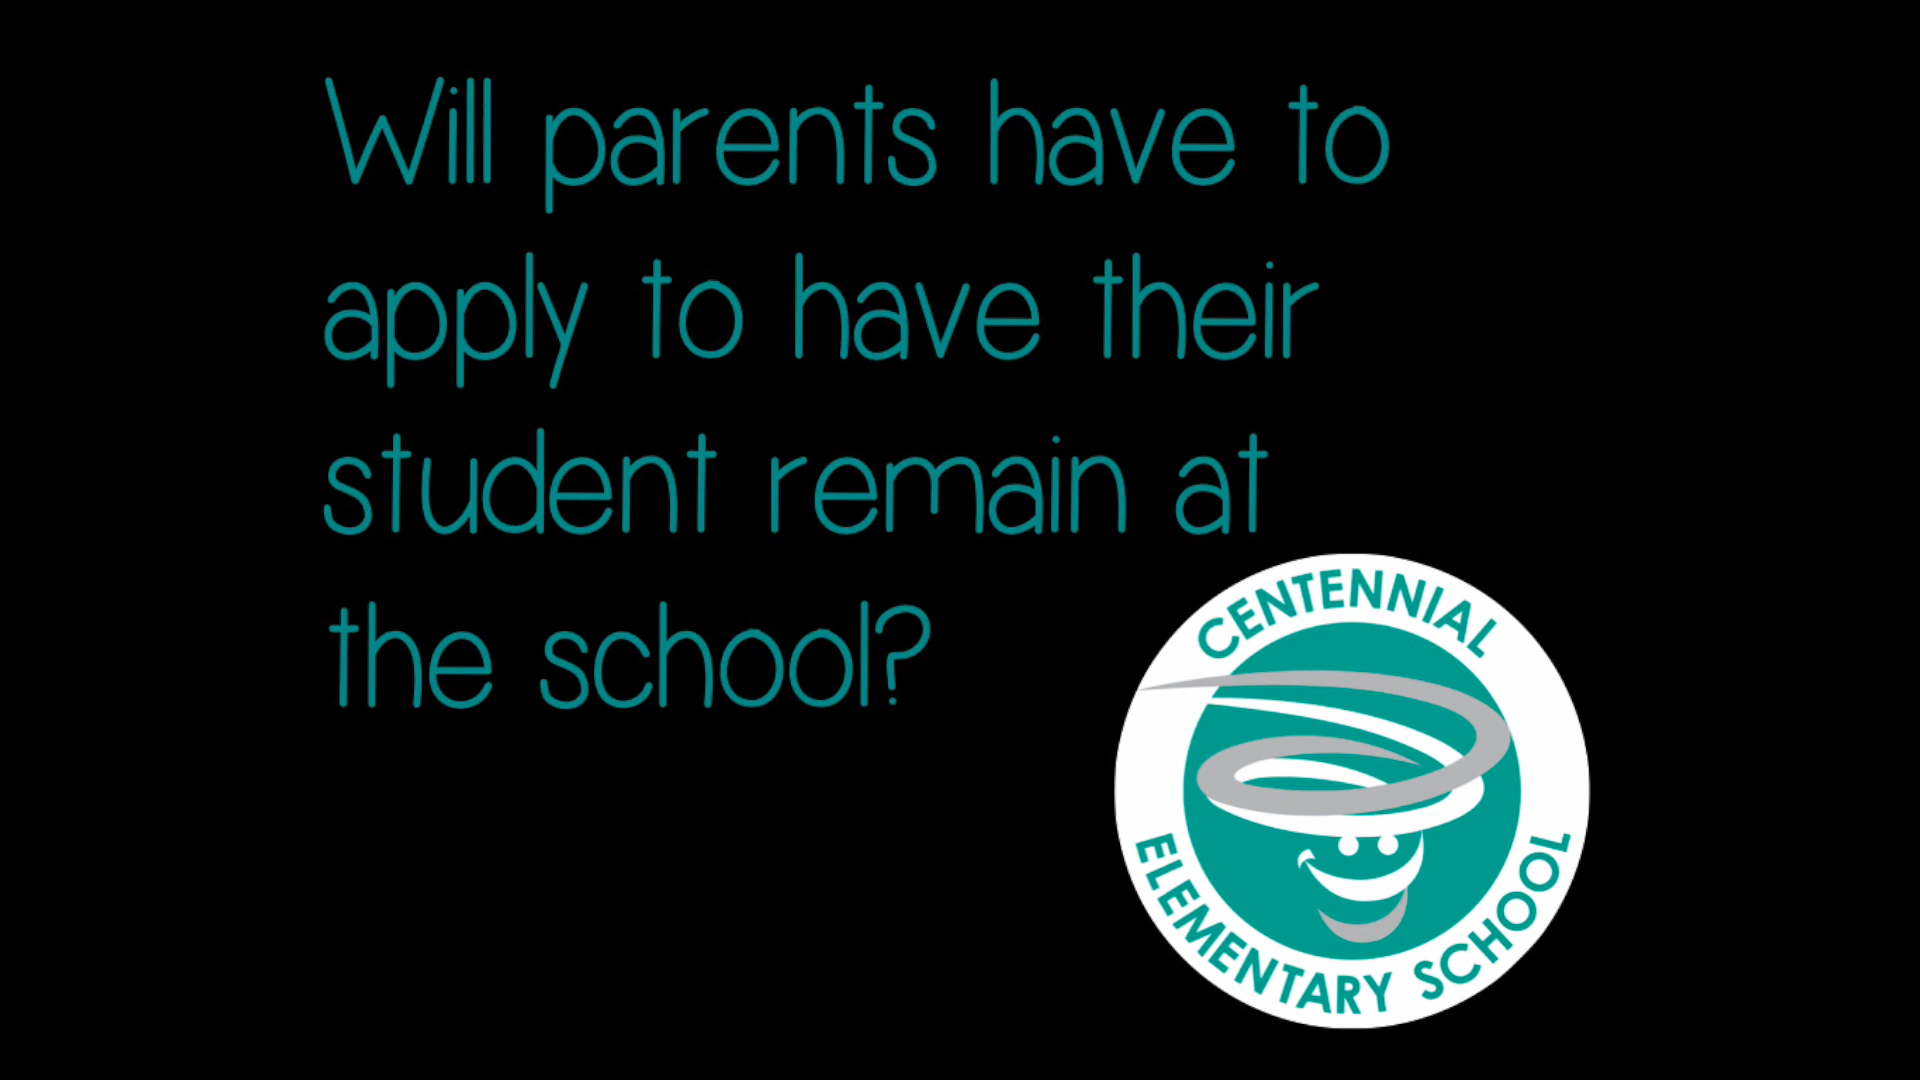 Will parents have to
apply to have their
student remain at
the school?
CENTENNIAL
ELEMENTARY SCHOOL